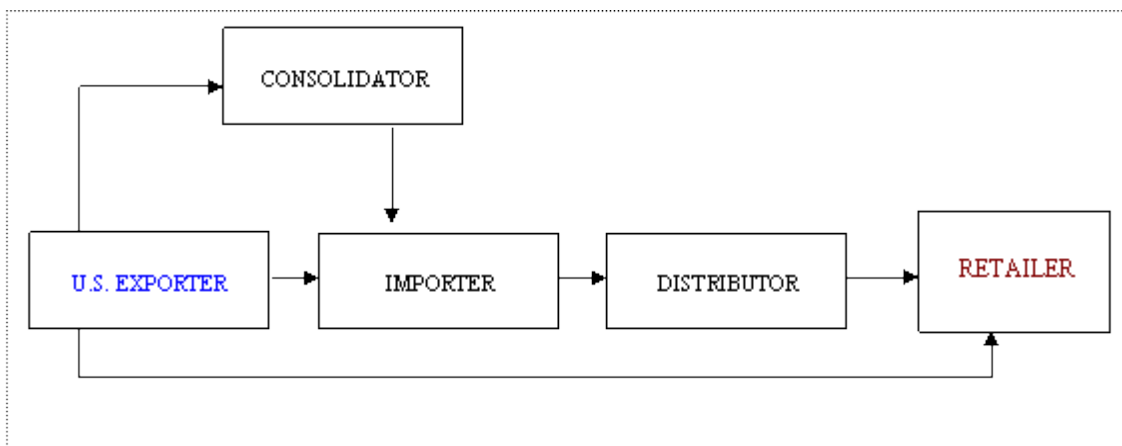 CONSOLIDATOR
U.S. EXPORTER
IMPORTER
DISTRIBUTOR
RETAILER